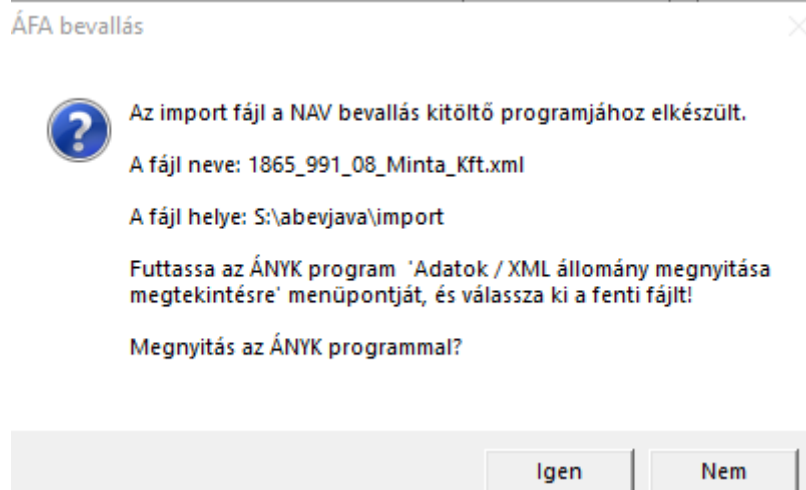 ÁFA bevallás
Az import fájl a NAV bevallás kitöltő programjához elkészült.
A fájl neve: 1865_991_08_Minta_Kft.xml
A fájl helye: S:\abevjava\import
Futtassa az ÁNYK program 'Adatok / XML állomány megnyitása
megtekintésre' menüpontját, és válassza ki a fenti fájlt!
Megnyitás az ÁNYK programmal?
Igen
Nem